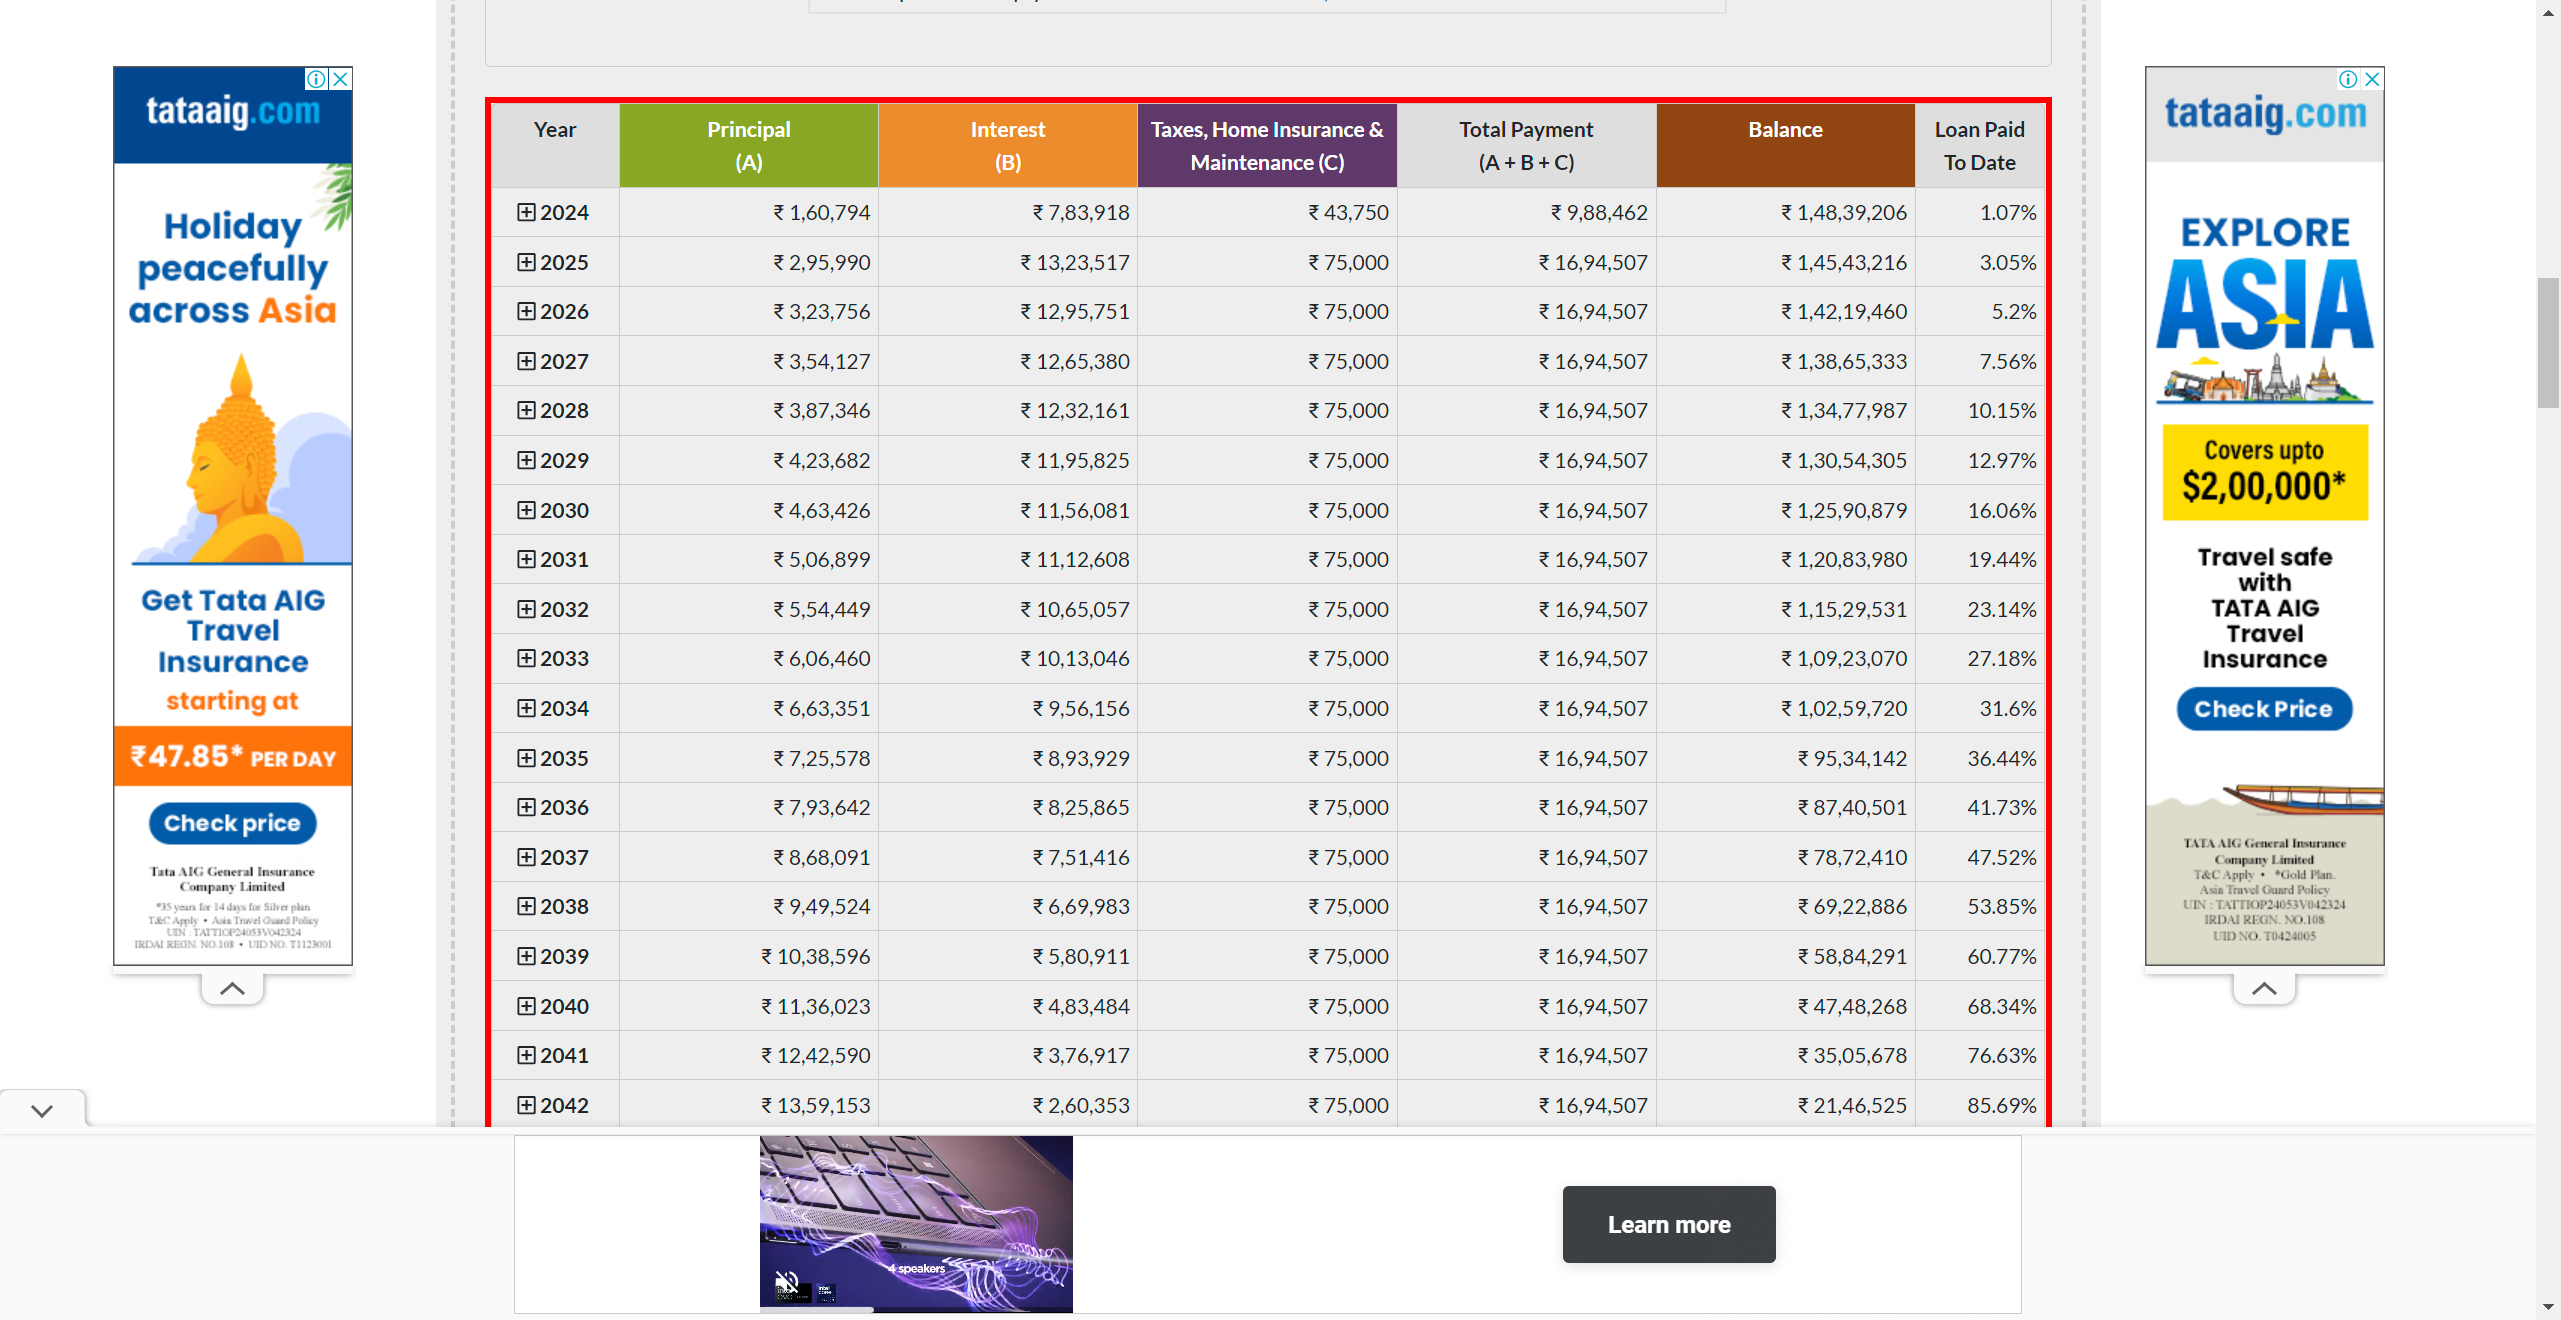 tataaig.com
Holiday
peacefully
across Asia
Get Tata AIG
Travel
Insurance
starting at
₹47.85* PER DAY
Check price
Tata AIG General Insurance
Company Limited
*35 years for 14 days for Silver plan.
T&C Apply • Asia Travel Guard Policy
UIN : TATTIOP24053V042324
IRDAI REGN. NO.108 • UID NO. T1123001
Year Principal (A) Interest (B) Taxes, Home Insurance & Maintenance (C) Total Payment (A + B + C) Balance Loan Paid To Date
2024 ₹ 1,60,794 ₹ 7,83,918 ₹ 43,750 ₹ 9,88,462 ₹ 1,48,39,206 1.07%
2025 ₹ 2,95,990 ₹ 13,23,517 ₹ 75,000 ₹ 16,94,507 ₹ 1,45,43,216 3.05%
2026 ₹ 3,23,756 ₹ 12,95,751 ₹ 75,000 ₹ 16,94,507 ₹ 1,42,19,460 5.2%
2027 ₹ 3,54,127 ₹ 12,65,380 ₹ 75,000 ₹ 16,94,507 ₹ 1,38,65,333 7.56%
2028 ₹ 3,87,346 ₹ 12,32,161 ₹ 75,000 ₹ 16,94,507 ₹ 1,34,77,987 10.15%
2029 ₹ 4,23,682 ₹ 11,95,825 ₹ 75,000 ₹ 16,94,507 ₹ 1,30,54,305 12.97%
2030 ₹ 4,63,426 ₹ 11,56,081 ₹ 75,000 ₹ 16,94,507 ₹ 1,25,90,879 16.06%
2031 ₹ 5,06,899 ₹ 11,12,608 ₹ 75,000 ₹ 16,94,507 ₹ 1,20,83,980 19.44%
2032 ₹ 5,54,449 ₹ 10,65,057 ₹ 75,000 ₹ 16,94,507 ₹ 1,15,29,531 23.14%
2033 ₹ 6,06,460 ₹ 10,13,046 ₹ 75,000 ₹ 16,94,507 ₹ 1,09,23,070 27.18%
2034 ₹ 6,63,351 ₹ 9,56,156 ₹ 75,000 ₹ 16,94,507 ₹ 1,02,59,720 31.6%
2035 ₹ 7,25,578 ₹ 8,93,929 ₹ 75,000 ₹ 16,94,507 ₹ 95,34,142 36.44%
2036 ₹ 7,93,642 ₹ 8,25,865 ₹ 75,000 ₹ 16,94,507 ₹ 87,40,501 41.73%
2037 ₹ 8,68,091 ₹ 7,51,416 ₹ 75,000 ₹ 16,94,507 ₹ 78,72,410 47.52%
2038 ₹ 9,49,524 ₹ 6,69,983 ₹ 75,000 ₹ 16,94,507 ₹ 69,22,886 53.85%
2039 ₹ 10,38,596 ₹ 5,80,911 ₹ 75,000 ₹ 16,94,507 ₹ 58,84,291 60.77%
2040 ₹ 11,36,023 ₹ 4,83,484 ₹ 75,000 ₹ 16,94,507 ₹ 47,48,268 68.34%
2041 ₹ 12,42,590 ₹ 3,76,917 ₹ 75,000 ₹ 16,94,507 ₹ 35,05,678 76.63%
2042 ₹ 13,59,153 ₹ 2,60,353 ₹ 75,000 ₹ 16,94,507 ₹ 21,46,525 85.69%
tataaig.com
EXPLORE
ASIA
Covers upto
$2,00,000*
Travel safe
with
TATA AIG
Travel
Insurance
Check Price
TATA AIG General Insurance
Company Limited
T&C Apply • *Gold Plan.
Asia Travel Guard Policy
UIN : TATTIOP24053V042324
IRDAI REGN. NO.108
UID NO. T0424005
4 speakers
Learn more